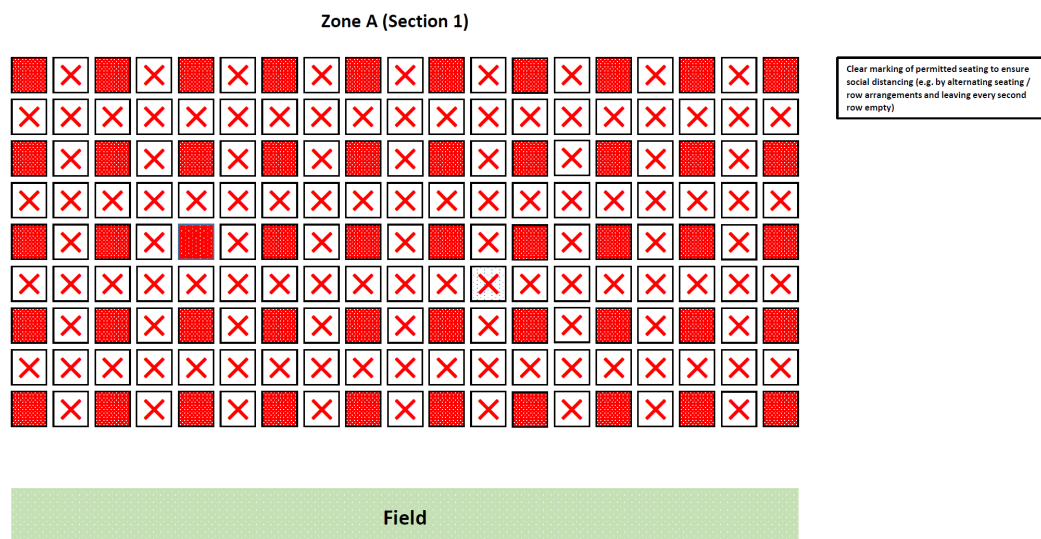 Zone A (Section 1)
Clear marking of permitted seating to ensure
social distancing (e.g. by alternating seating /
row arrangements and leaving every second
row empty)
Field